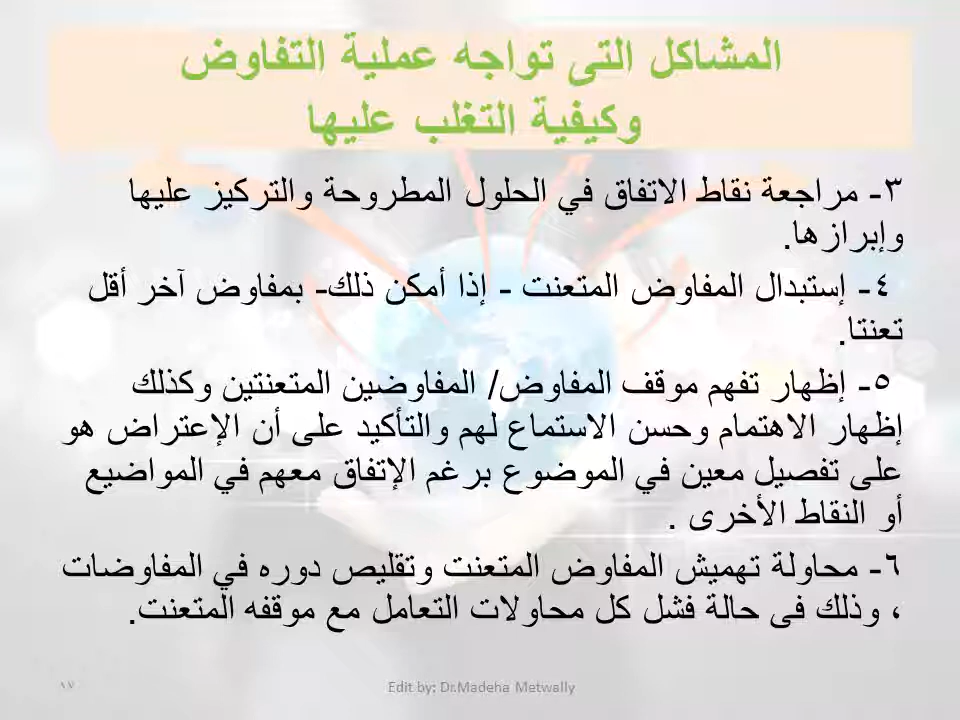 المشاكل التى تواجه عملية التفاوض
وكيفية التغلب عليها
٣- مراجعة نقاط الاتفاق في الحلول المطروحة والتركيز عليها
وإبرازها.
٤- إستبدال المفاوض المتعنت - إذا أمكن ذلك- بمفاوض آخر أقل
تعنتا.
٥- إظهار تفهم موقف المفاوض/ المفاوضين المتعنتين وكذلك
إظهار الاهتمام وحسن الاستماع لهم والتأكيد على أن الإعتراض هو
على تفصيل معين في الموضوع برغم الإتفاق معهم في المواضيع
أو النقاط الأخرى .
٦- محاولة تهميش المفاوض المتعنت وتقليص دوره في المفاوضات
، وذلك فى حالة فشل كل محاولات التعامل مع موقفه المتعنت.
Edit by: Dr.Madeha Metwally
١٧